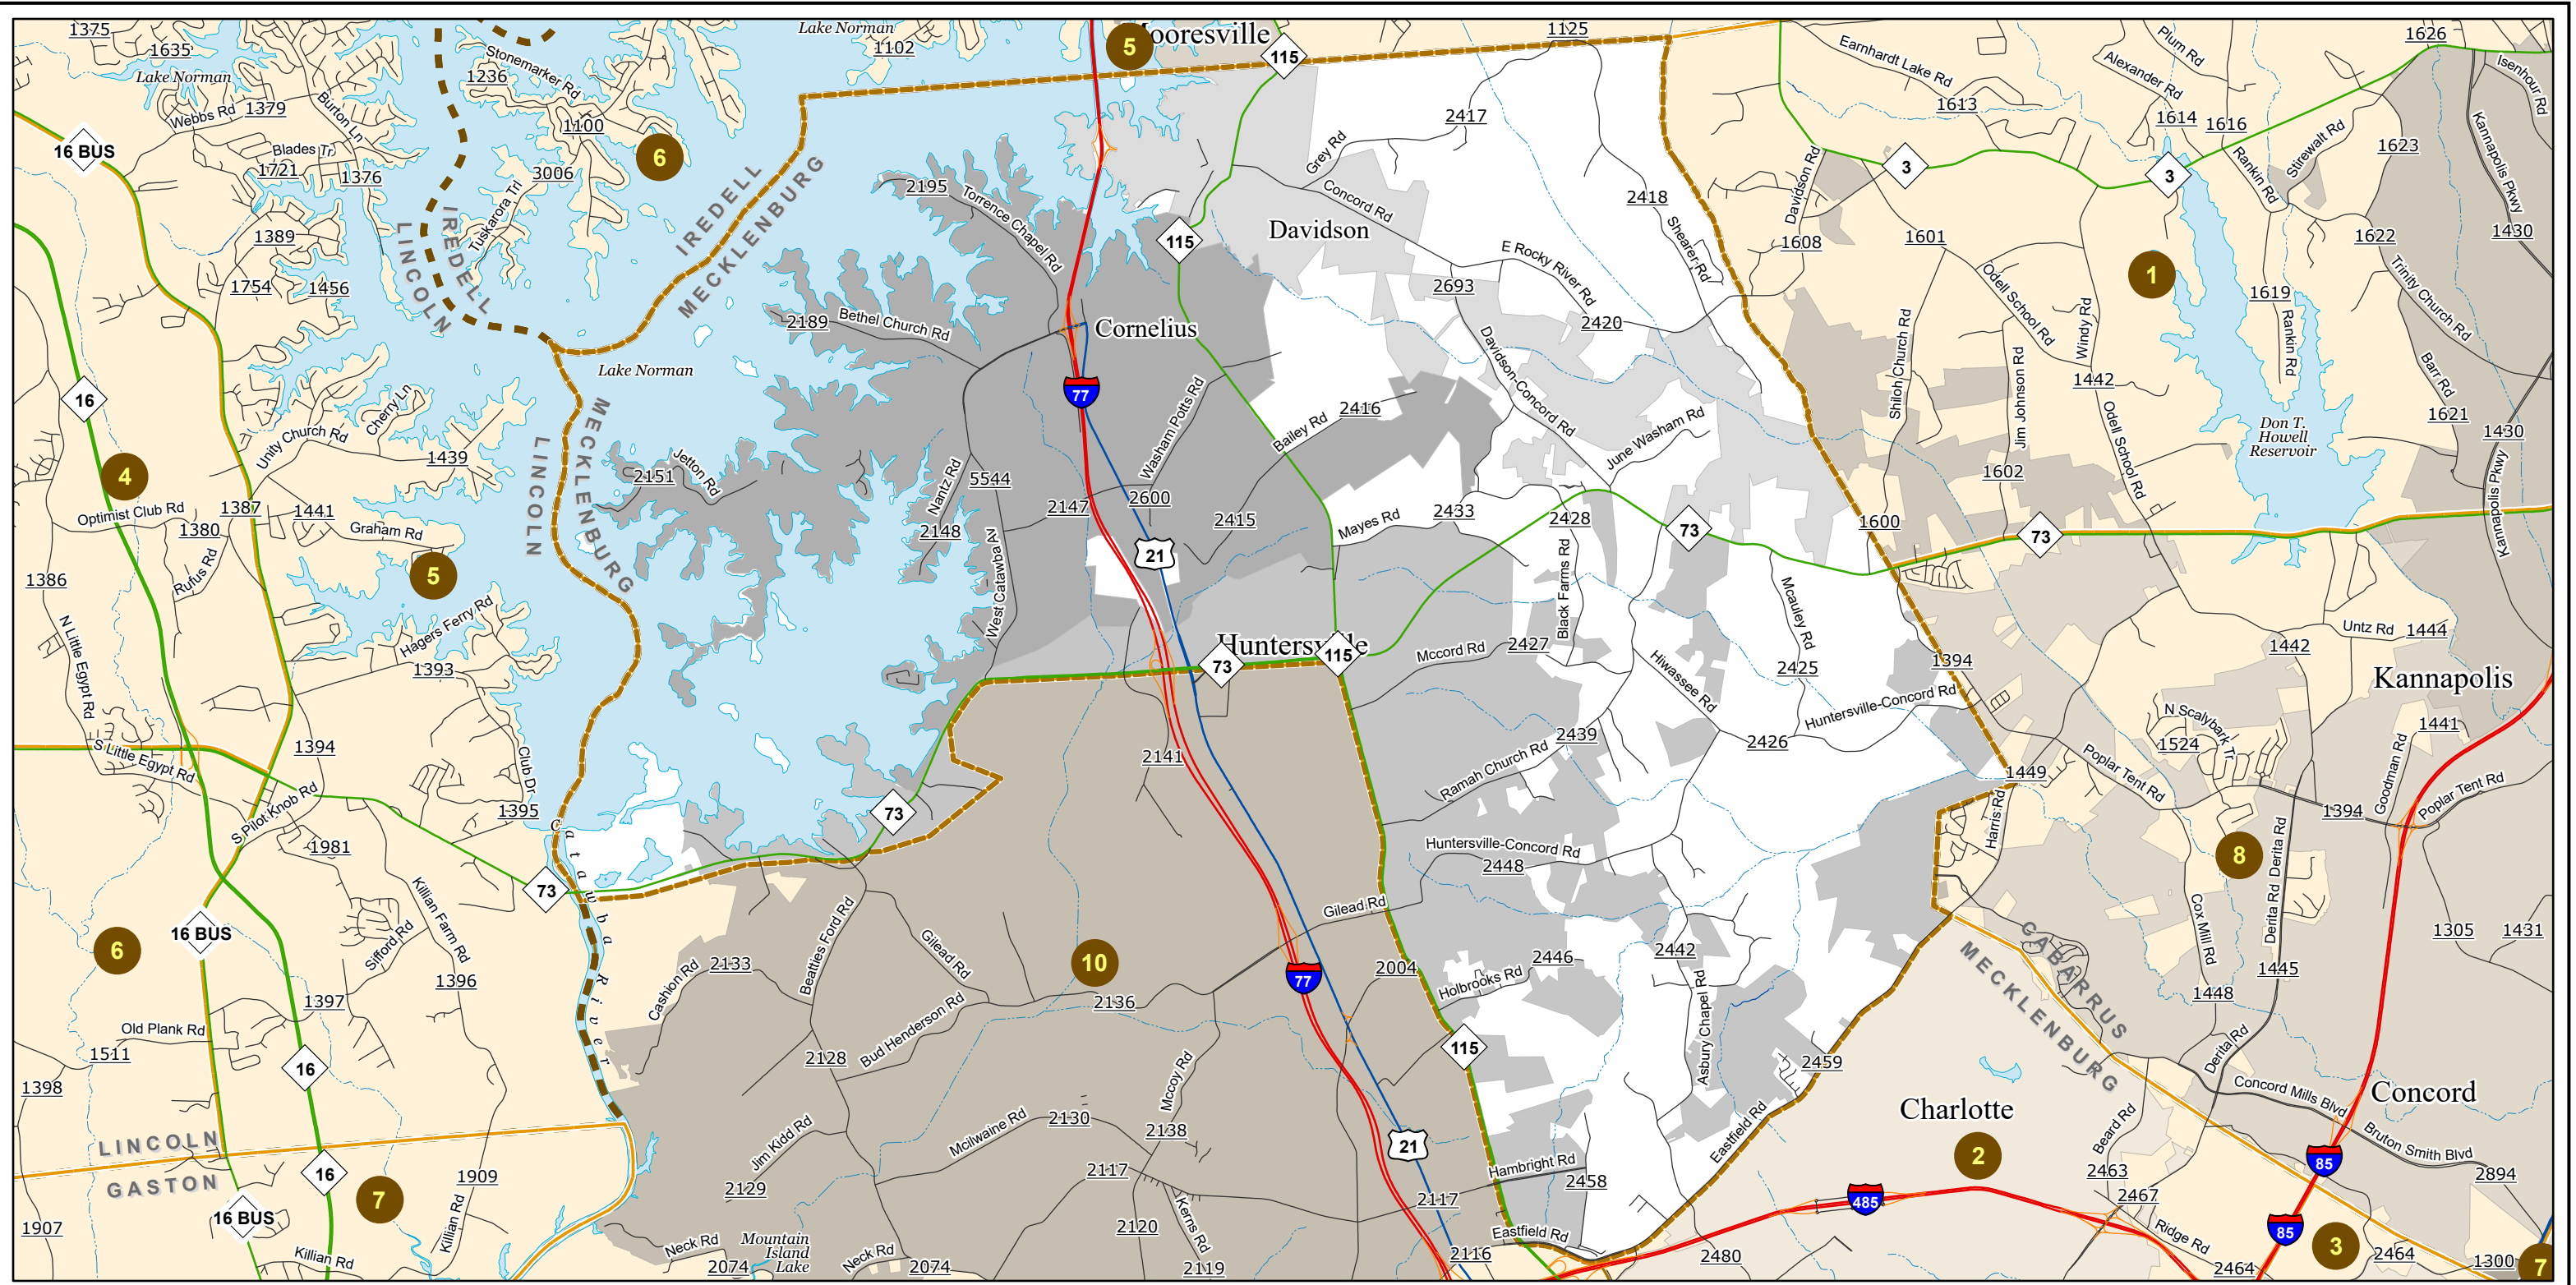 1375
1635
Lake Norman
Webbs Rd
1379
Burton Ln
16 BUS
Blades Tr
1721
1376
1389
1754
1456
LINCOLN
IREDELL
Stonemarker Rd
1236
1100
3006
Tuskarora Trl
6
Lake Norman
1102
IREDELL
MECKLENBURG
5
Mooresville
115
1125
2417
Grey Rd
Concord Rd
2195
Torrence Chapel Rd
115
Davidson
2418
Shearer Rd
E Rocky River Rd
2693
2420
Davidson-Concord Rd
2189
Bethel Church Rd
Cornelius
Lake Norman
77
Washam Potts Rd
Bailey Rd
2416
June Washam Rd
Earnhardt Lake Rd
1613
Plum Rd
Alexander Rd
1614
1616
1626
Isenhour Rd
Kannapolis Pkwy
1623
Stirewalt Rd
Rankin Rd
3
3
Davidson Rd
1608
1601
Odell School Rd
1
1622
1430
Trinity Church Rd
1619
Rankin Rd
Windy Rd
Shiloh Church Rd
Jim Johnson Rd
1442
Barr Rd
1621
1430
Don T.
Howell
Reservoir
Odell School Rd
1602
Kannapolis Pkwy
16
4
Unity Church Rd
Cherry Ln
1439
Optimist Club Rd
1380
1387
1441
Graham Rd
5
Rufus Rd
1386
N Little Egypt Rd
Hagers Ferry Rd
1393
LINCOLN
MECKLENBURG
2151
Jetton Rd
Nantz Rd
5544
2148
West Catawba Av
2147
2600
2415
21
Mayes Rd
2433
2428
Black Farms Rd
73
1600
73
Mcauley Rd
2425
1394
Huntersville
73
115
Mccord Rd
2427
Hiwassee Rd
Huntersville-Concord Rd
2426
2439
Ramah Church Rd
1442
Untz Rd
1444
Kannapolis
N Scalybark Tr
1524
Poplar Tent Rd
1449
Harris Rd
1441
Goodman Rd
Poplar Tent Rd
1394
8
S Little Egypt Rd
1394
Club Dr
1395
S Pilot Knob Rd
1981
73
Catawba River
73
2141
Huntersville-Concord Rd
2448
Gilead Rd
6
16 BUS
Killian Farm Rd
Sifford Rd
1396
1397
Old Plank Rd
1511
16
1398
Cashion Rd
2133
Beatties Ford Rd
Gilead Rd
10
2136
Bud Henderson Rd
2128
77
2004
Holbrooks Rd
2446
2442
Asbury Chapel Rd
115
2459
Eastfield Rd
CABARRUS
MECKLENBURG
Cox Mill Rd
1448
Derita Rd
Derita Rd
1445
1305
1431
Derita Rd
Concord Mills Blvd
Concord
Bruton Smith Blvd
85
2894
Charlotte
2
Beard Rd
2463
2467
Ridge Rd
485
85
3
2464
2464
1300
7
2480
LINCOLN
GASTON
16
16 BUS
7
1909
Killian Rd
Killian Rd
1907
Jim Kidd Rd
2129
Mcilwaine Rd
2130
Mccoy Rd
2138
2117
Kerns Rd
2120
2119
21
2117
Hambright Rd
2458
Eastfield Rd
2116
Neck Rd
2074
Mountain
Island
Lake
Neck Rd
2074